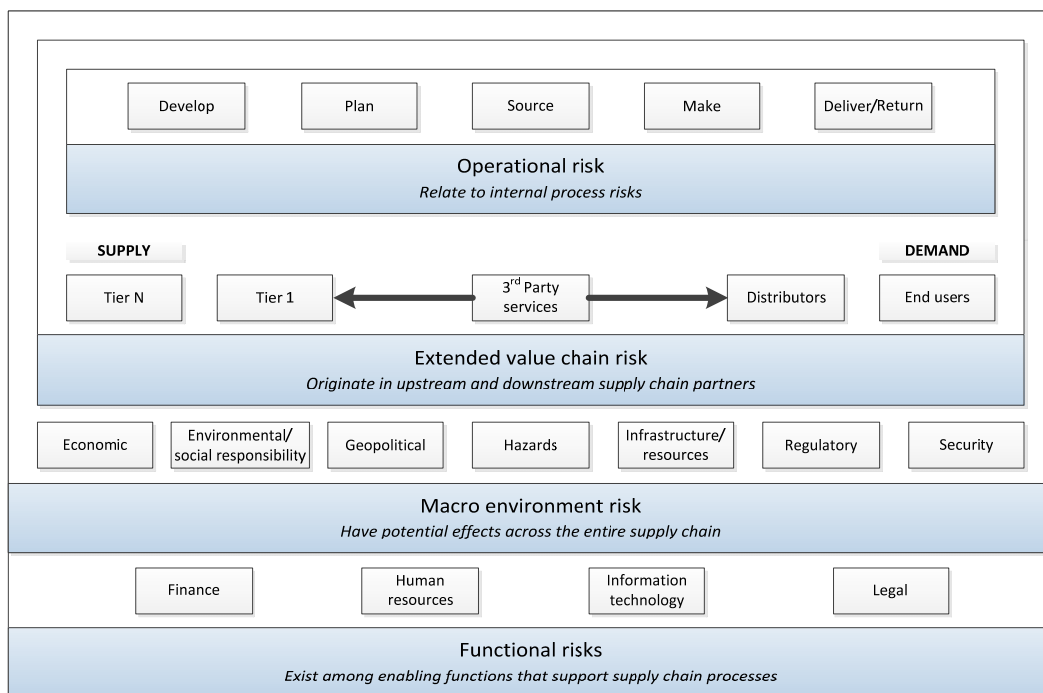 Develop
Plan
Source
Make
Deliver/Return
Operational risk
Relate to internal process risks
SUPPLY
DEMAND
Tier N
Tier 1
3rd Party
services
Distributors
End users
Extended value chain risk
Originate in upstream and downstream supply chain partners
Economic
Environmental/
social responsibility
Geopolitical
Hazards
Infrastructure/
resources
Regulatory
Security
Macro environment risk
Have potential effects across the entire supply chain
Finance
Human
resources
Information
technology
Legal
Functional risks
Exist among enabling functions that support supply chain processes